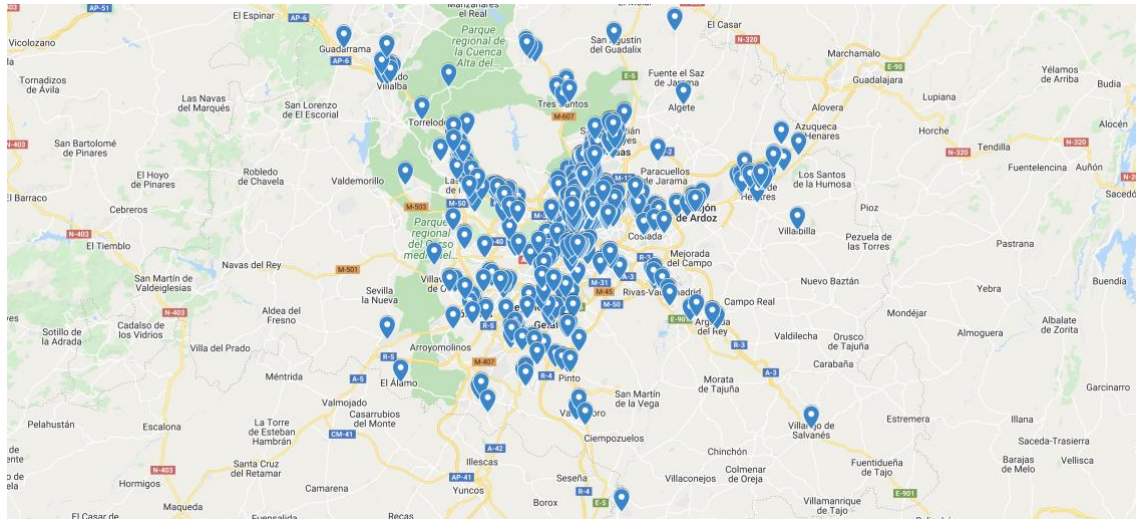 AP-51
El Espinar
AP-6
Manzanares
el Real
El Casar
N-320
Vicolozano
Guadarrama
AP-6
Parque
regional de
la Cuenca
Alta del...
San Agustín
del Guadalix
E-5
Marchamalo
E-90
Tornadizos
de Ávila
Villalba
Fuente el Saz
de Jarama
Guadalajara
Yélamos
de Arriba
Budia
Las Navas
del Marqués
San Lorenzo
de El Escorial
Tres
Algete
Alovera
Lupiana
Alocén
M-607
Azuqueca
Henares
Horche
N-403
San Bartolomé
de Pinares
N-320
Tendilla
N-320
Fuentelencina
Auñón
El Hoyo
de Pinares
Robledo
de Chavela
Valdemorillo
Paracuellos
de Jarama
Los Santos
de la Humosa
El Barraco
Cebreros
M-503
M-50
de Ardoz
Pioz
N-403
El Tiemblo
Parque
regional
Coslada
Villalbilla
Pezuela de
las Torres
Pastrana
Navas del Rey
M-501
Mejorada
del Campo
R-3
A-3
M-31
M-45
M-50
San Martín de
Valdeiglesias
Sevilla
la Nueva
Nuevo Baztán
Yebra
Buendía
Campo Real
N-403
Aldea del
Fresno
E-901
Mondéjar
Albalate
de Zorita
Sotillo de
la Adrada
Cadalso de
los Vidrios
R-5
R-3
Valdilecha
Orusco
de Tajuña
Almoguera
Villa del Prado
Arroyomolinos
Carabaña
M-407
R-4
A-3
R-5
A-5
El Álamo
Pinto
Morata
de Tajuña
Garcinarro
Méntrida
San Martín
de la Vega
Valmojado
Pelahustán
Escalona
La Torre
de Esteban
Hambrán
Casarrubios
del Monte
CM-41
Ciempozuelos
de
Salvanés
Estremera
Illana
Saceda-Trasierra
A-42
Chinchón
N-403
Santa Cruz
del Retamar
Illescas
AP-41
Colmenar
de Oreja
Fuentidueña
de Tajo
Barajas
de Melo
Vellisca
Hormigos
Camarena
Yuncos
Seseña
R-4
Villaconejos
E-901
Maqueda
Borox
E-5
Villamanrique
de Tajo
El Casar de
Fuensalida
Recas